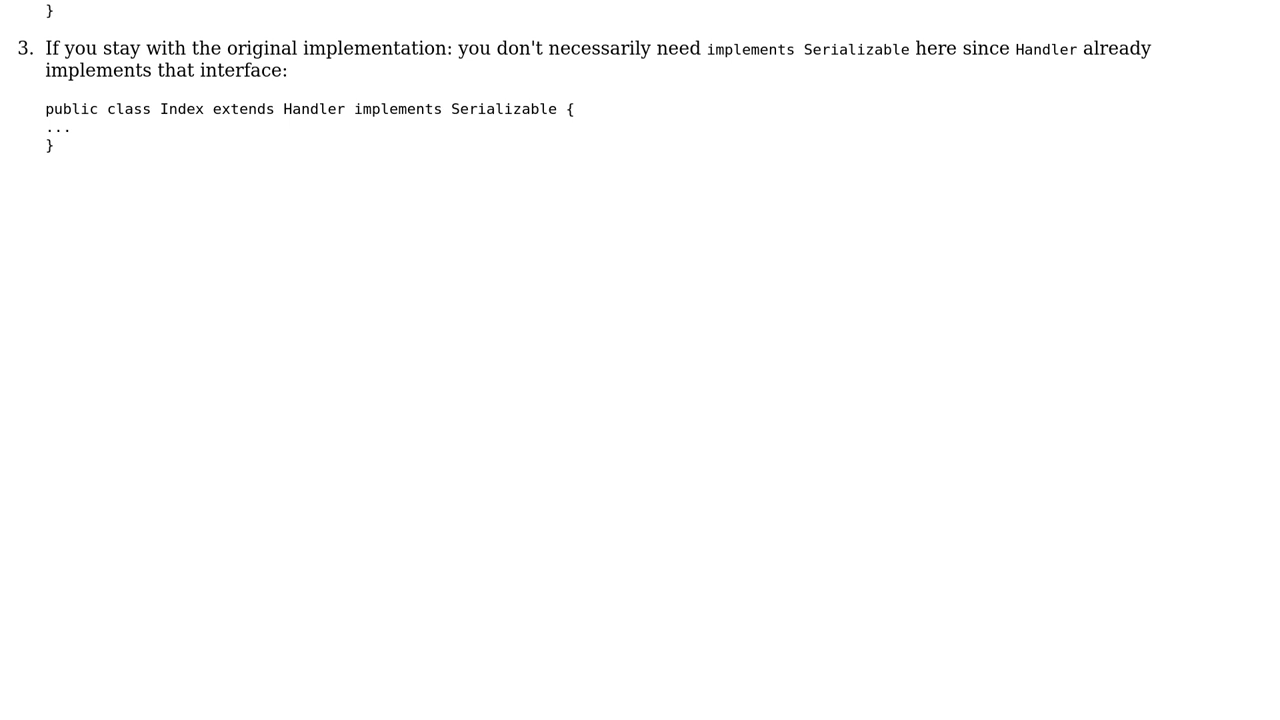 }
3. If you stay with the original implementation: you don't necessarily need implements Serializable here since Handler already
implements that interface:
public class Index extends Handler implements Serializable {
...
}